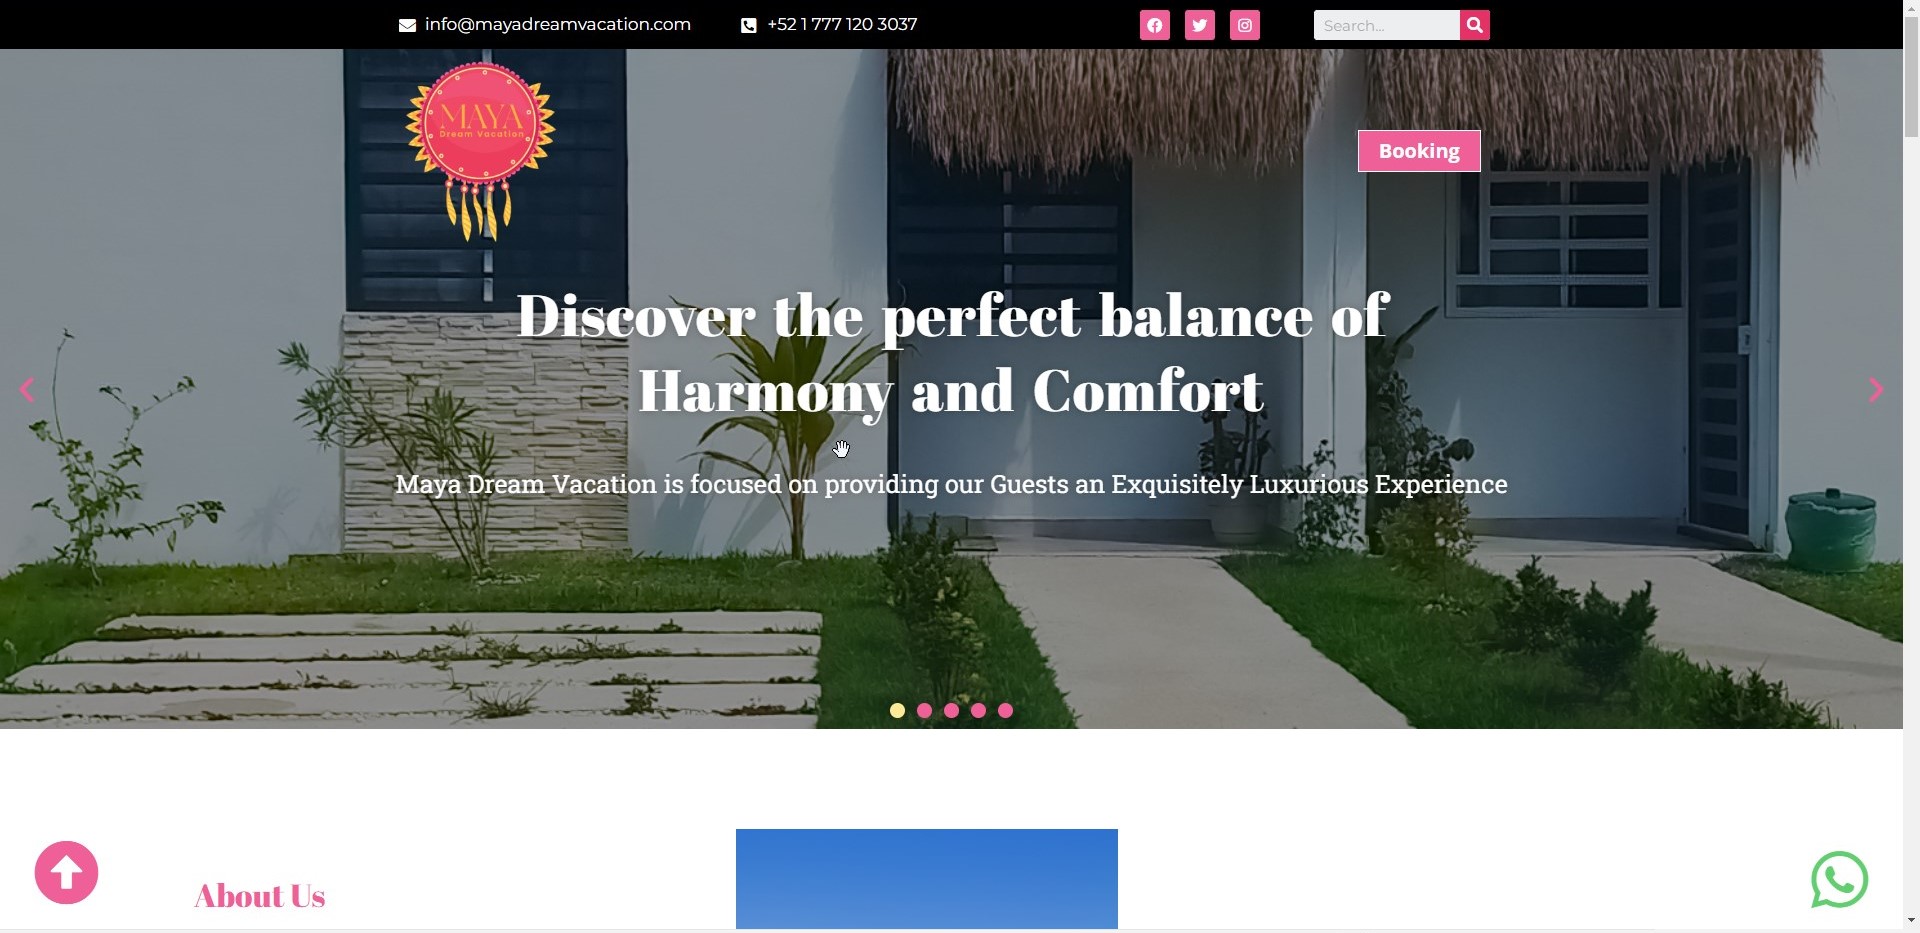 info@mayadreamvacation.com
+52 1 777 120 3037
Search...
MAYA
Dream Vacation
Booking
Discover the perfect balance of
Harmony and Comfort
Maya Dream Vacation is focused on providing our Guests an Exquisitely Luxurious Experience
About Us